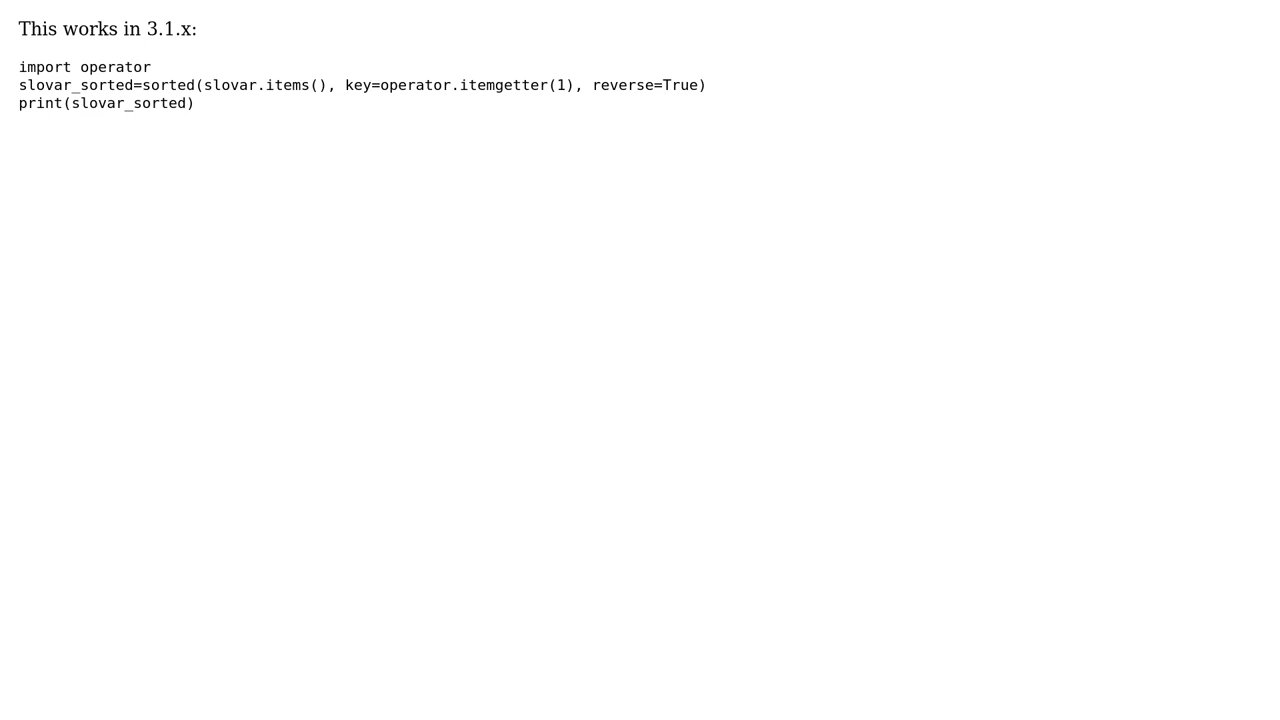 This works in 3.1.x:
import operator
slovar_sorted=sorted(slovar.items(), key=operator.itemgetter(1), reverse=True)
print(slovar_sorted)